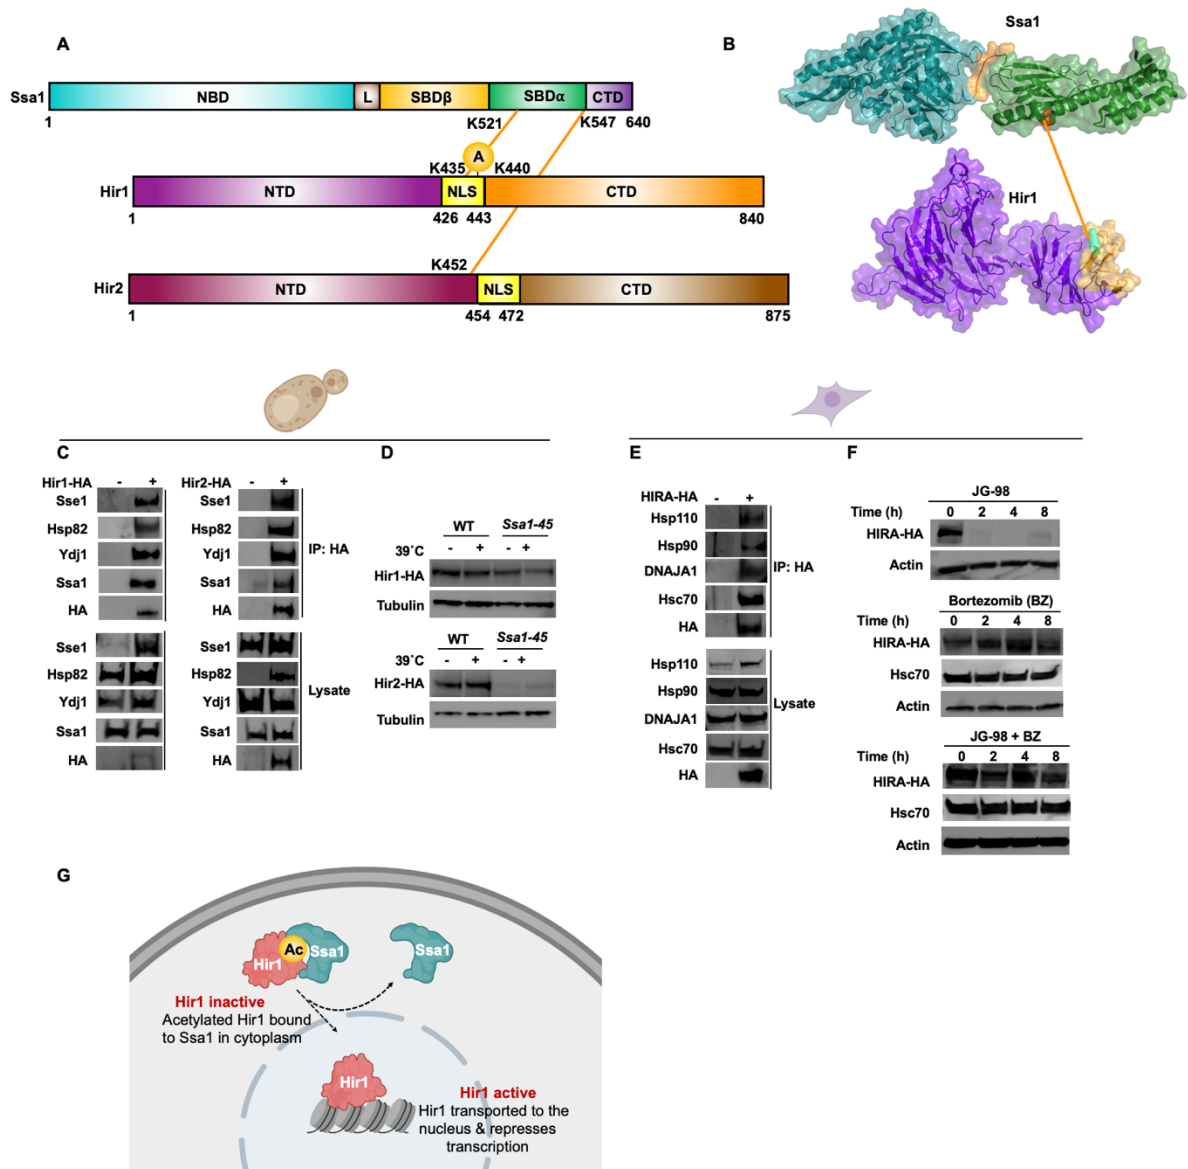 A
Ssa1 NBD L SBDβ SBDα CTD
1 K521 K547 640
A
K435 K440
Hir1 NTD NLS CTD
1 426 443 840
K452
Hir2 NTD NLS CTD
1 454 472 875
B
Ssa1
Hir1
C
Hir1-HA - +
Sse1
Hsp82
Ydj1
Ssa1
HA
Sse1
Hsp82
Ydj1
Ssa1
HA
Hir2-HA - +
Sse1
Hsp82
Ydj1
Ssa1
HA
IP: HA
Sse1
Hsp82
Ydj1
Ssa1
HA
Lysate
D
WT Ssa1-45
39˚C - + - +
Hir1-HA
Tubulin
WT Ssa1-45
39˚C - + - +
Hir2-HA
Tubulin
E
HIRA-HA - +
Hsp110
Hsp90
DNAJA1
Hsc70
HA
IP: HA
Hsp110
Hsp90
DNAJA1
Hsc70
HA
Lysate
F
JG-98
Time (h) 0 2 4 8
HIRA-HA
Actin
Bortezomib (BZ)
Time (h) 0 2 4 8
HIRA-HA
Hsc70
Actin
JG-98 + BZ
Time (h) 0 2 4 8
HIRA-HA
Hsc70
Actin
G
Ac
Hir1 Ssa1
Ssa1
Hir1 inactive
Acetylated Hir1 bound
to Ssa1 in cytoplasm
Hir1
Hir1 active
Hir1 transported to the
nucleus & represses
transcription